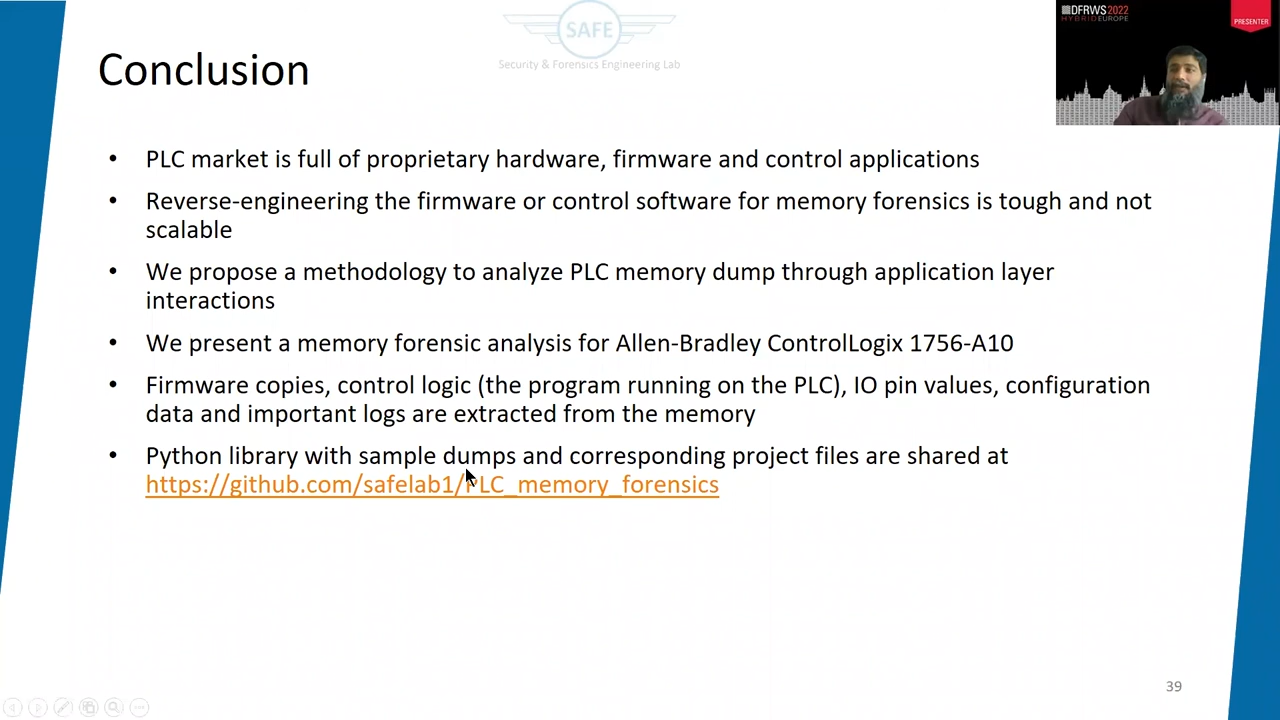 SAFE
Security & Forensics Engineering Lab
DFRWS 2022
HYBRID EUROPE
PRESENTER
Conclusion
• PLC market is full of proprietary hardware, firmware and control applications
• Reverse-engineering the firmware or control software for memory forensics is tough and not
scalable
• We propose a methodology to analyze PLC memory dump through application layer
interactions
• We present a memory forensic analysis for Allen-Bradley ControlLogix 1756-A10
• Firmware copies, control logic (the program running on the PLC), IO pin values, configuration
data and important logs are extracted from the memory
• Python library with sample dumps and corresponding project files are shared at
https://github.com/safelab1/PLC_memory_forensics
39